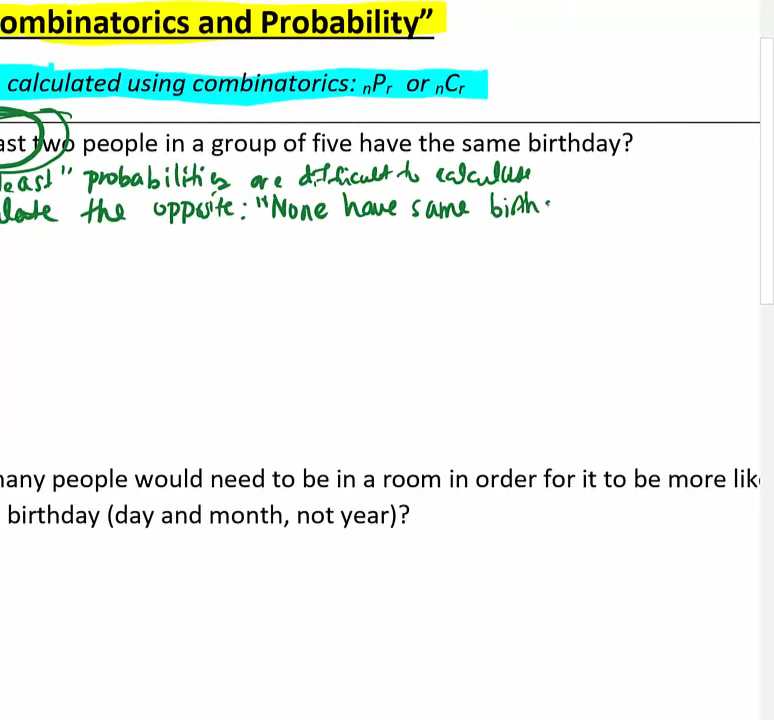 ombinatorics and Probability”
calculated using combinatorics: nPr or nCr
ast two people in a group of five have the same birthday?
least" probabilities are difficult to calculate
late the opposite: "None have same birth.
many people would need to be in a room in order for it to be more lik
birthday (day and month, not year)?